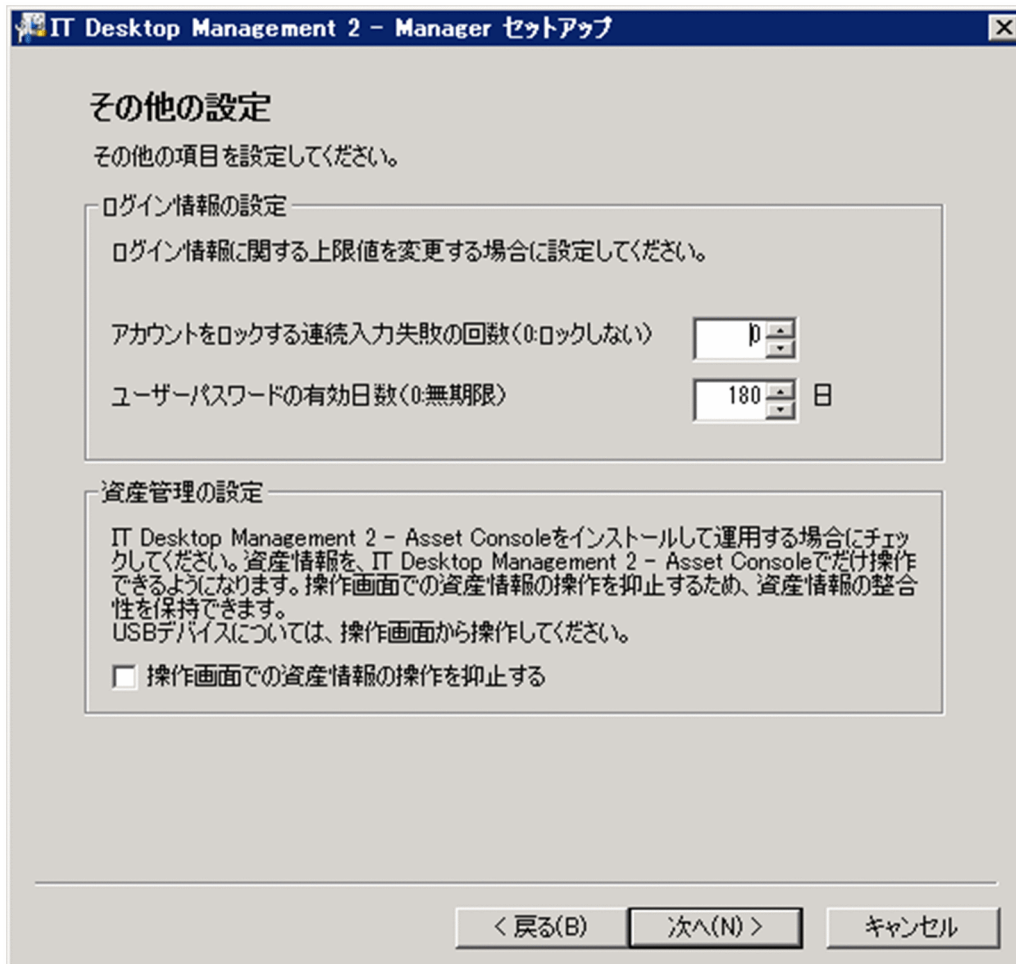 IT Desktop Management 2 - Manager セットアップ
その他の設定
その他の項目を設定してください。
ログイン情報の設定
ログイン情報に関する上限値を変更する場合に設定してください。
アカウントをロックする連続入力失敗の回数(0:ロックしない) 0
ユーザーパスワードの有効日数(0:無期限) 180 日
資産管理の設定
IT Desktop Management 2 - Asset Consoleをインストールして運用する場合にチェッ
クしてください。資産情報を、IT Desktop Management 2 - Asset Consoleでだけ操作
できるようになります。操作画面での資産情報の操作を抑止するため、資産情報の整合
性を保持できます。
USBデバイスについては、操作画面から操作してください。
操作画面での資産情報の操作を抑止する
< 戻る(B) 次へ(N) > キャンセル